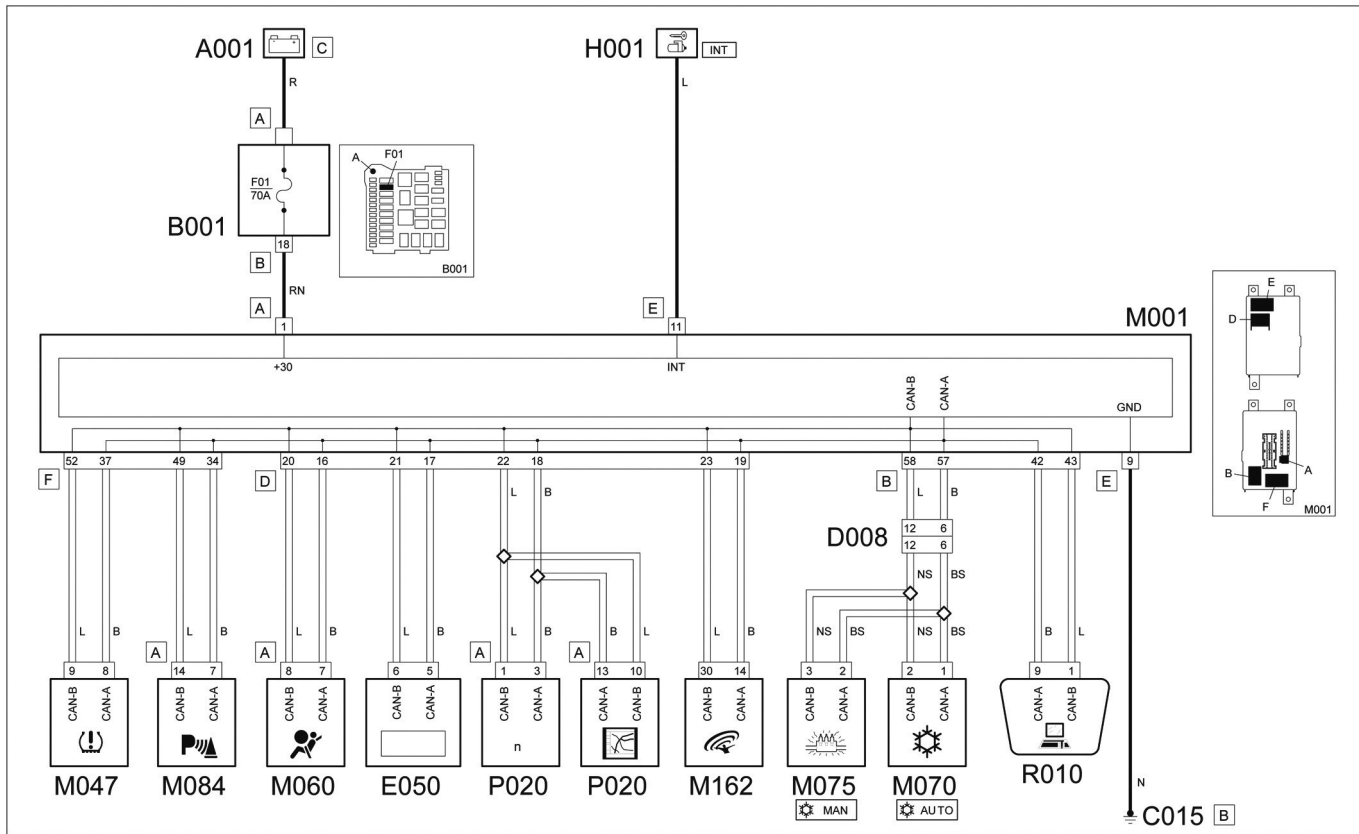 A001 C H001 INT
R L
A
F01 70A
A F01
B001
B001
18
B
RN
A 1
E 11
M001
E
D
B A
F
M001
+30 INT CAN-B CAN-A GND
52 37 49 34 20 16 21 17 22 18 23 19 58 57 42 43 9
F D B E
L B L B
D008 12 6
12 6
NS BS
L B L B L B L B L B B L L B NS BS NS BS B L
A A A A
9 8 14 7 8 7 6 5 1 3 13 10 30 14 3 2 2 1 9 1
CAN-B CAN-A CAN-B CAN-A CAN-B CAN-A CAN-B CAN-A CAN-B CAN-A CAN-A CAN-B CAN-B CAN-A CAN-B CAN-A CAN-B CAN-A CAN-A CAN-B
(!) P n
M047 M084 M060 E050 P020 P020 M162 M075 M070 R010
MAN AUTO
N
C015 B